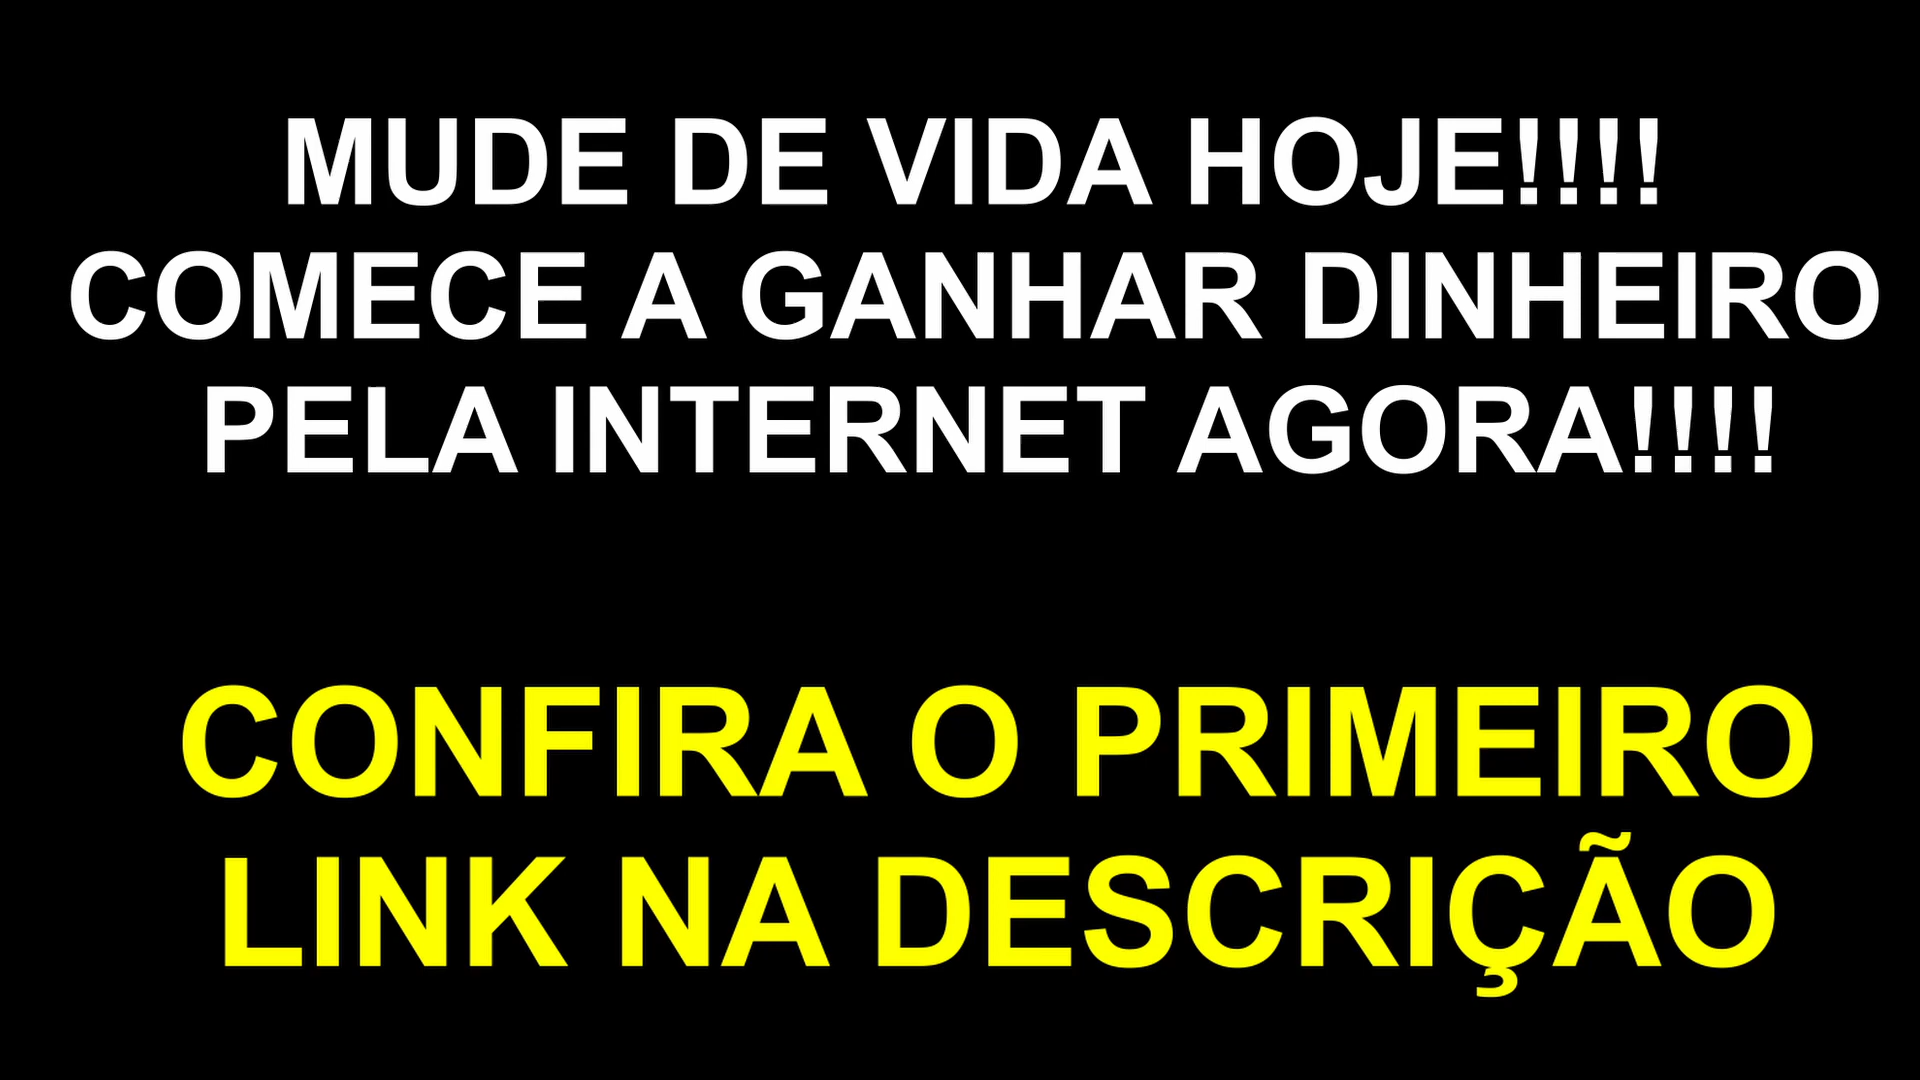 MUDE DE VIDA HOJE!!!!
COMECE A GANHAR DINHEIRO
PELA INTERNET AGORA!!!!
CONFIRA O PRIMEIRO
LINK NA DESCRIÇÃO